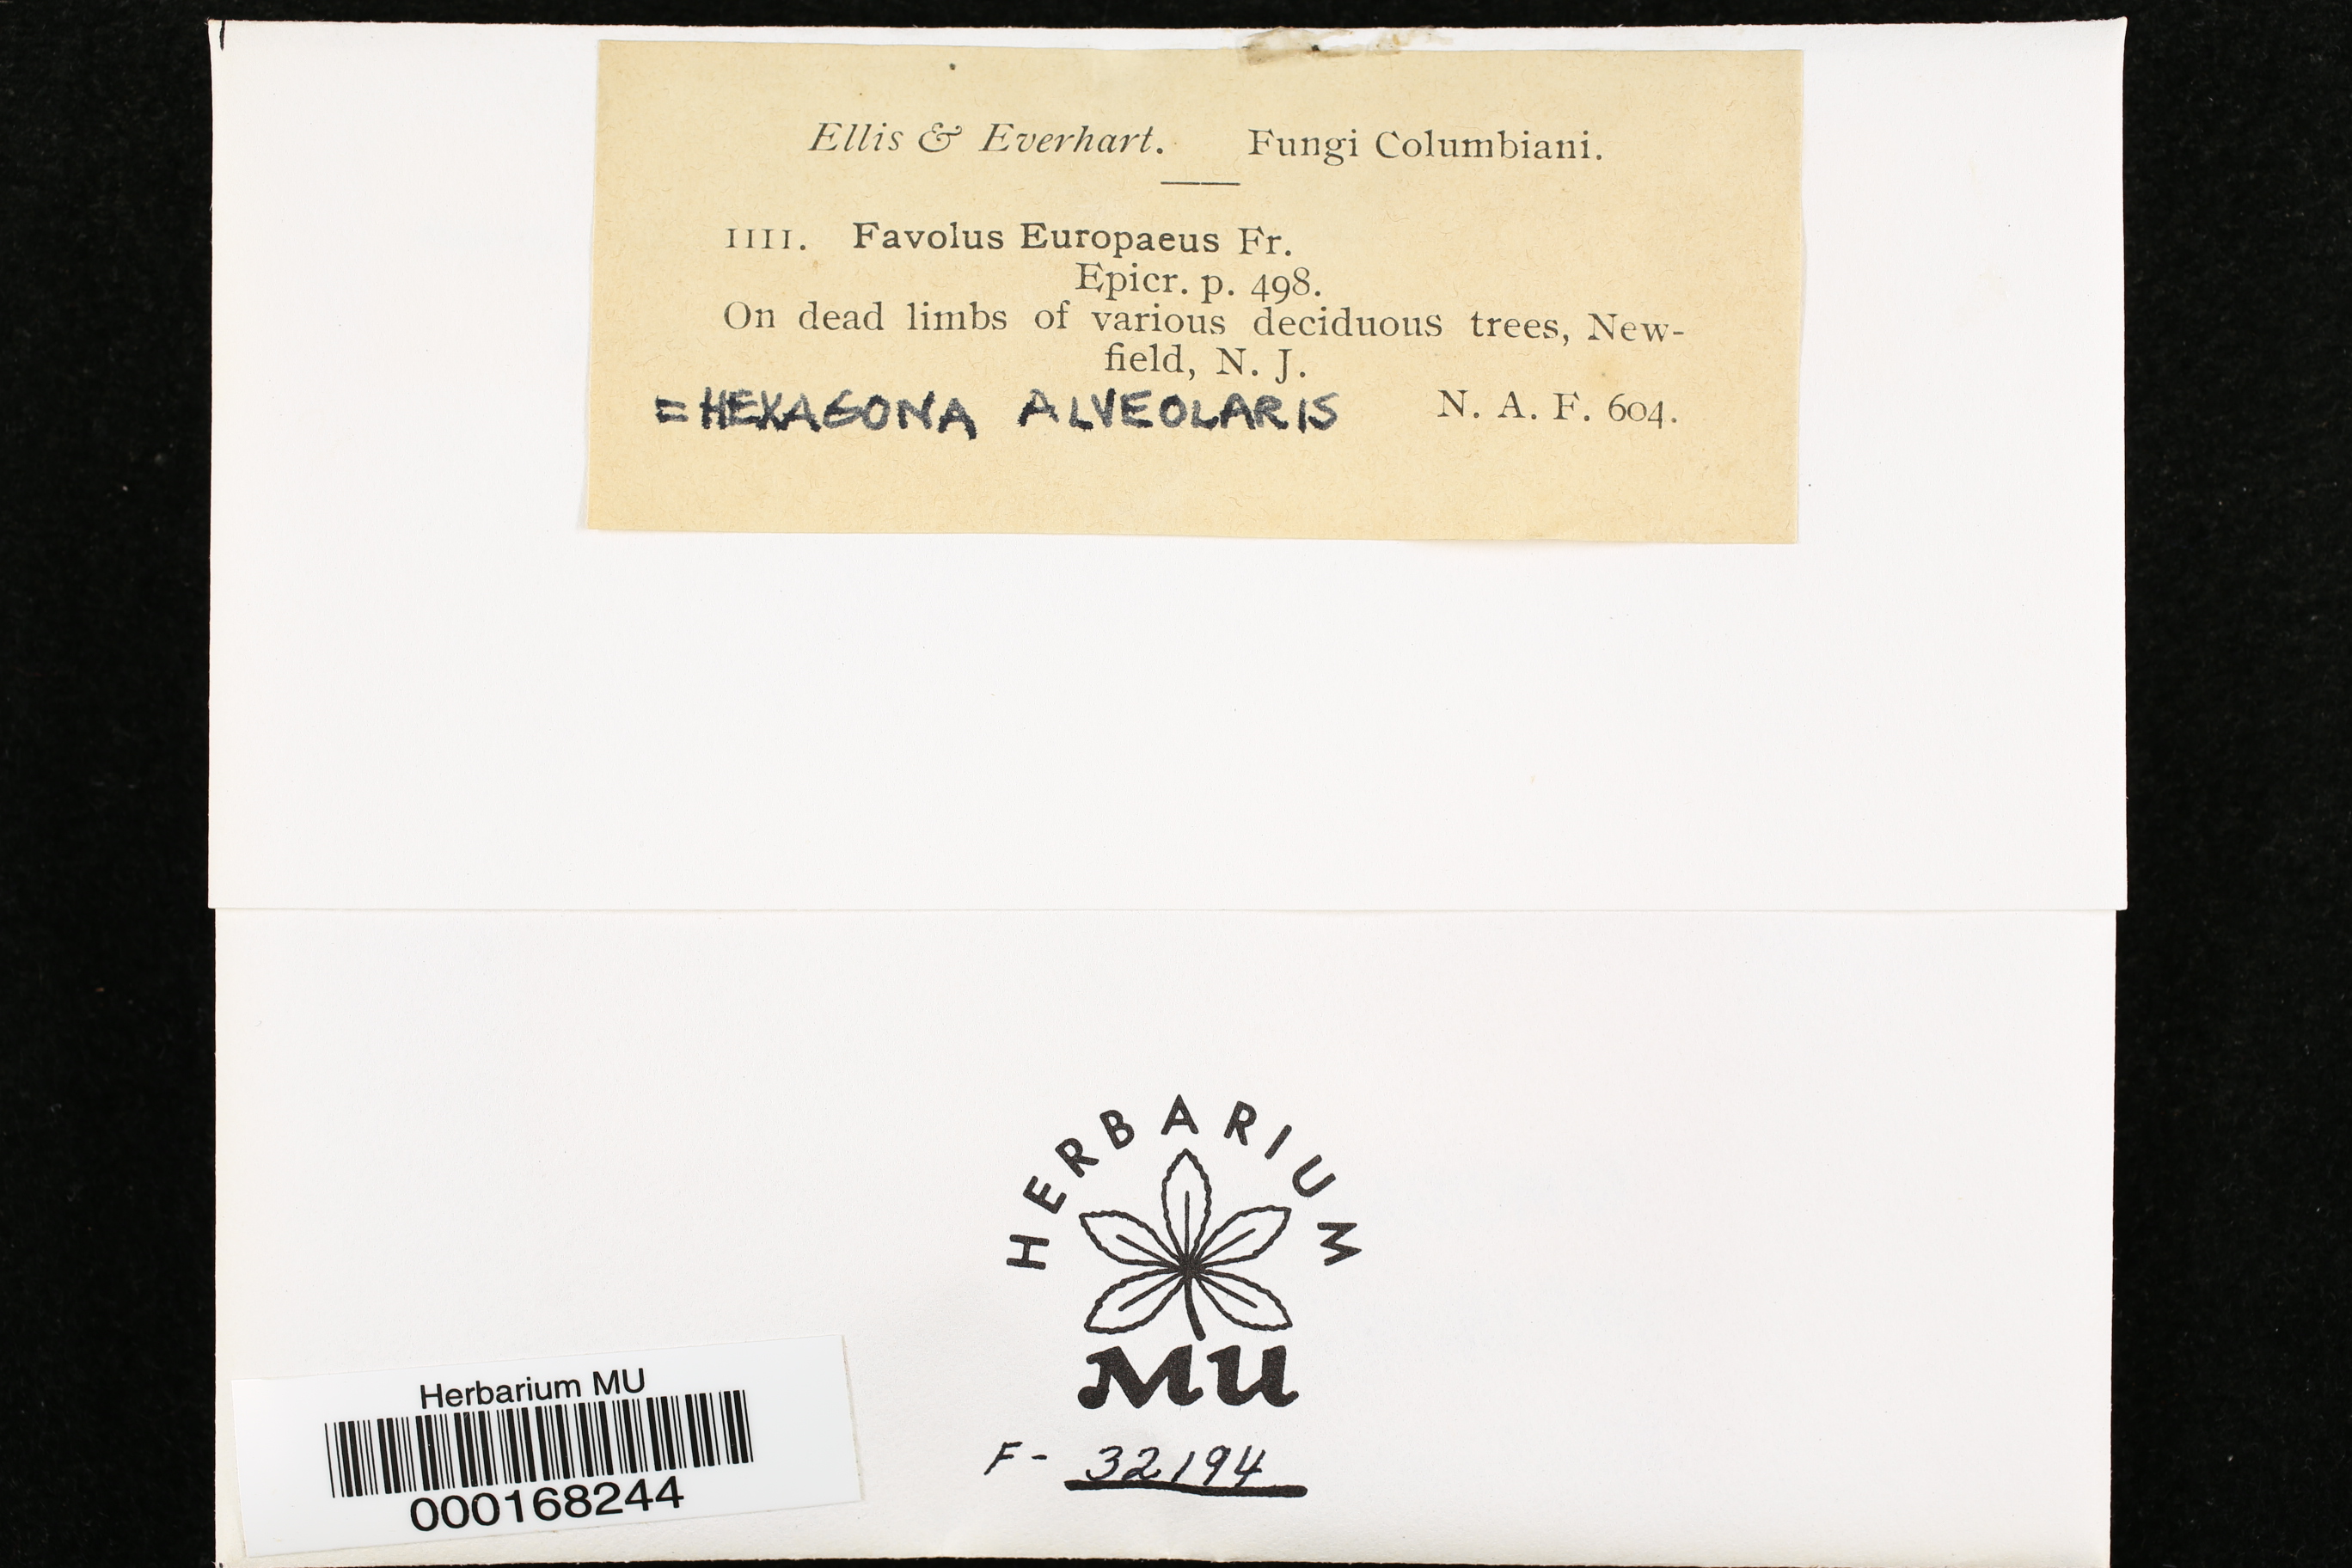 Ellis & Everhart. Fungi Columbiani.
1111. Favolus Europaeus Fr.
Epicr. p. 498.
On dead limbs of various deciduous trees, New-
field, N. J.
= HEXAGONA ALVEOLARIS N. A. F. 604.
HERBARIUM
MU
F- 32194
Herbarium MU
000168244